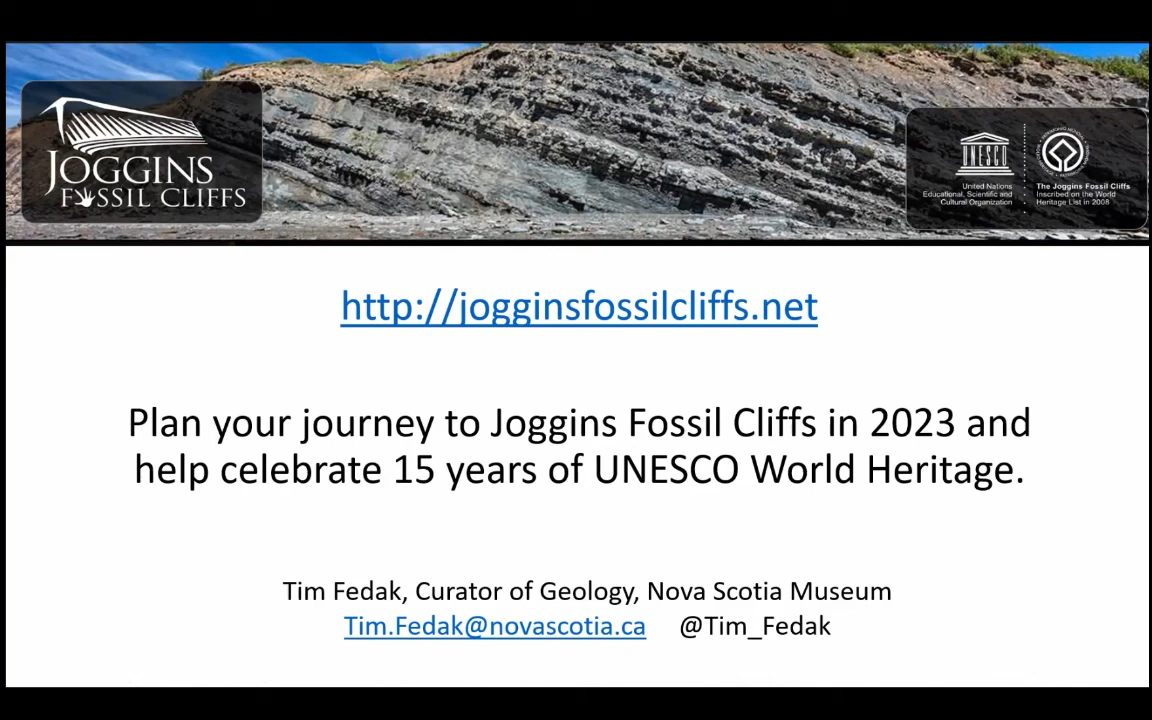 JOGGINS
FOSSIL CLIFFS
UNESCO
United Nations
Educational, Scientific and
Cultural Organization
The Joggins Fossil Cliffs
Inscribed on the World
Heritage List in 2008
http://jogginsfossilcliffs.net
Plan your journey to Joggins Fossil Cliffs in 2023 and
help celebrate 15 years of UNESCO World Heritage.
Tim Fedak, Curator of Geology, Nova Scotia Museum
Tim.Fedak@novascotia.ca @Tim_Fedak